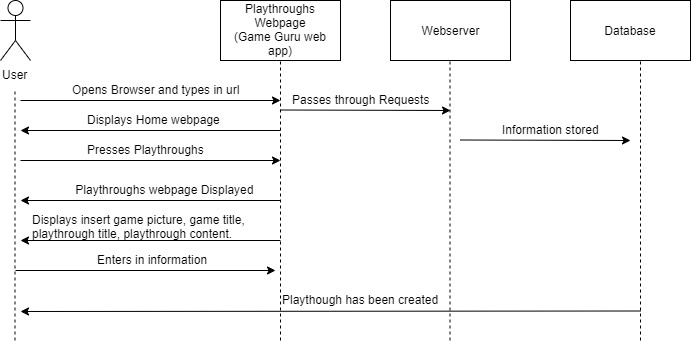 Playthroughs
Webpage
(Game Guru web
app)
Webserver
Database
User
Opens Browser and types in url
Passes through Requests
Displays Home webpage
Information stored
Presses Playthroughs
Playthroughs webpage Displayed
Displays insert game picture, game title,
playthrough title, playthrough content.
Enters in information
Playthough has been created